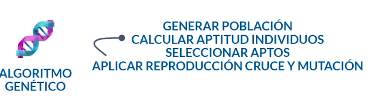 GENERAR POBLACIÓN
CALCULAR APTITUD INDIVIDUOS
SELECCIONAR APTOS
APLICAR REPRODUCCIÓN CRUCE Y MUTACIÓN
ALGORITMO
GENÉTICO